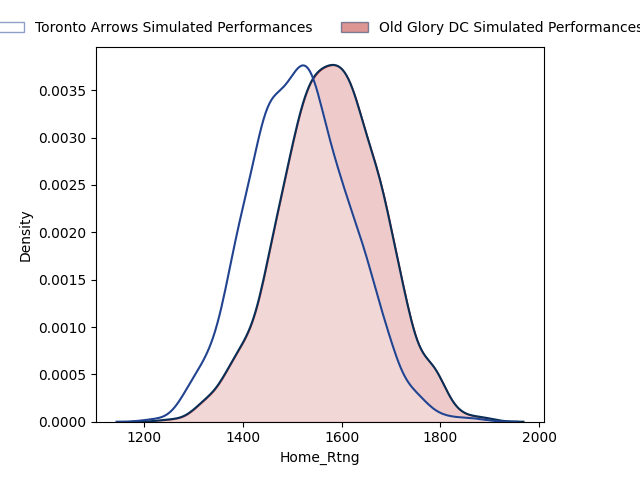 Toronto Arrows Simulated Performances Old Glory DC Simulated Performances
0.0035
0.0030
0.0025
0.0020
0.0015
0.0010
0.0005
0.0000
Density
1200 1400 1600 1800 2000
Home_Rtng